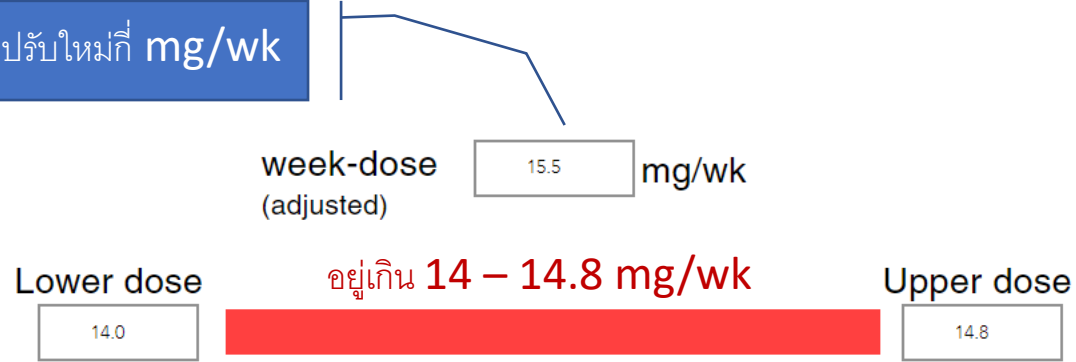 ปรับใหม่กี่ mg/wk
week-dose 15.5 mg/wk
(adjusted)
Lower dose อยู่เกิน 14 – 14.8 mg/wk Upper dose
14.0 14.8